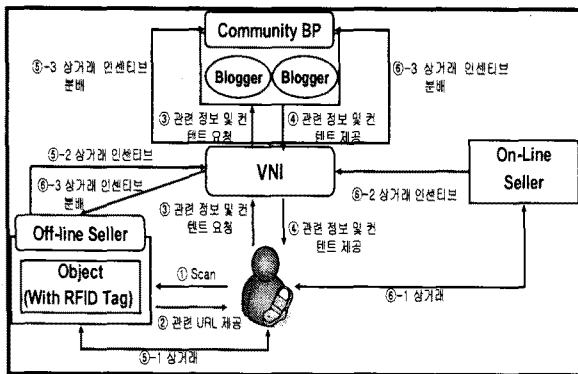 Community BP
Blogger
Blogger
⑤-3 상거래 인센티브
분배
⑥-3 상거래 인센티브
분배
③ 관련 정보 및 컨
텐트 요청
④ 관련 정보 및 컨
텐트 제공
⑤-2 상거래 인센티브
VNI
On-Line
Seller
⑥-3 상거래 인센티브
분배
⑥-2 상거래 인센티브
③ 관련 정보 및 컨
텐트 요청
④ 관련 정보 및 컨
텐트 제공
Off-line Seller
Object
(With RFID Tag)
① Scan
② 관련 URL 제공
⑥-1 상거래
⑤-1 상거래